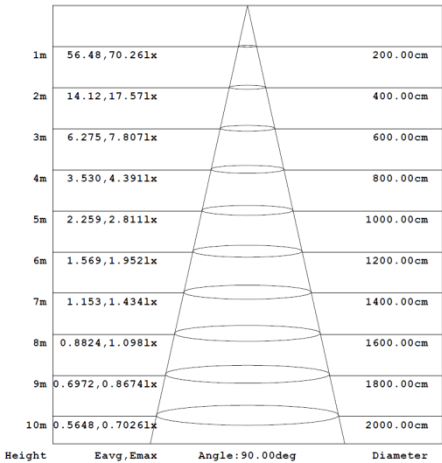 1m 56.48,70.26lx 200.00cm
2m 14.12,17.57lx 400.00cm
3m 6.275,7.807lx 600.00cm
4m 3.530,4.391lx 800.00cm
5m 2.259,2.811lx 1000.00cm
6m 1.569,1.952lx 1200.00cm
7m 1.153,1.434lx 1400.00cm
8m 0.8824,1.098lx 1600.00cm
9m 0.6972,0.8674lx 1800.00cm
10m 0.5648,0.7026lx 2000.00cm
Height Eavg,Emax Angle:90.00deg Diameter